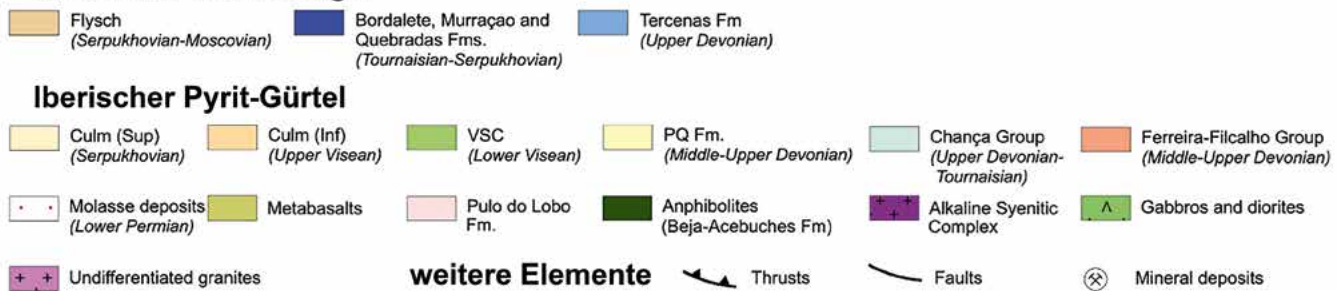 Flysch
(Serpukhovian-Moscovian)
Bordalete, Murraçao and
Quebradas Fms.
(Tournaisian-Serpukhovian)
Tercenas Fm
(Upper Devonian)
Iberischer Pyrit-Gürtel
Culm (Sup)
(Serpukhovian)
Culm (Inf)
(Upper Visean)
VSC
(Lower Visean)
PQ Fm.
(Middle-Upper Devonian)
Chança Group
(Upper Devonian-
Tournaisian)
Ferreira-Filcalho Group
(Middle-Upper Devonian)
Molasse deposits
(Lower Permian)
Metabasalts
Pulo do Lobo
Fm.
Anphibolites
(Beja-Acebuches Fm)
Alkaline Syenitic
Complex
Gabbros and diorites
Undifferentiated granites
weitere Elemente
Thrusts
Faults
Mineral deposits